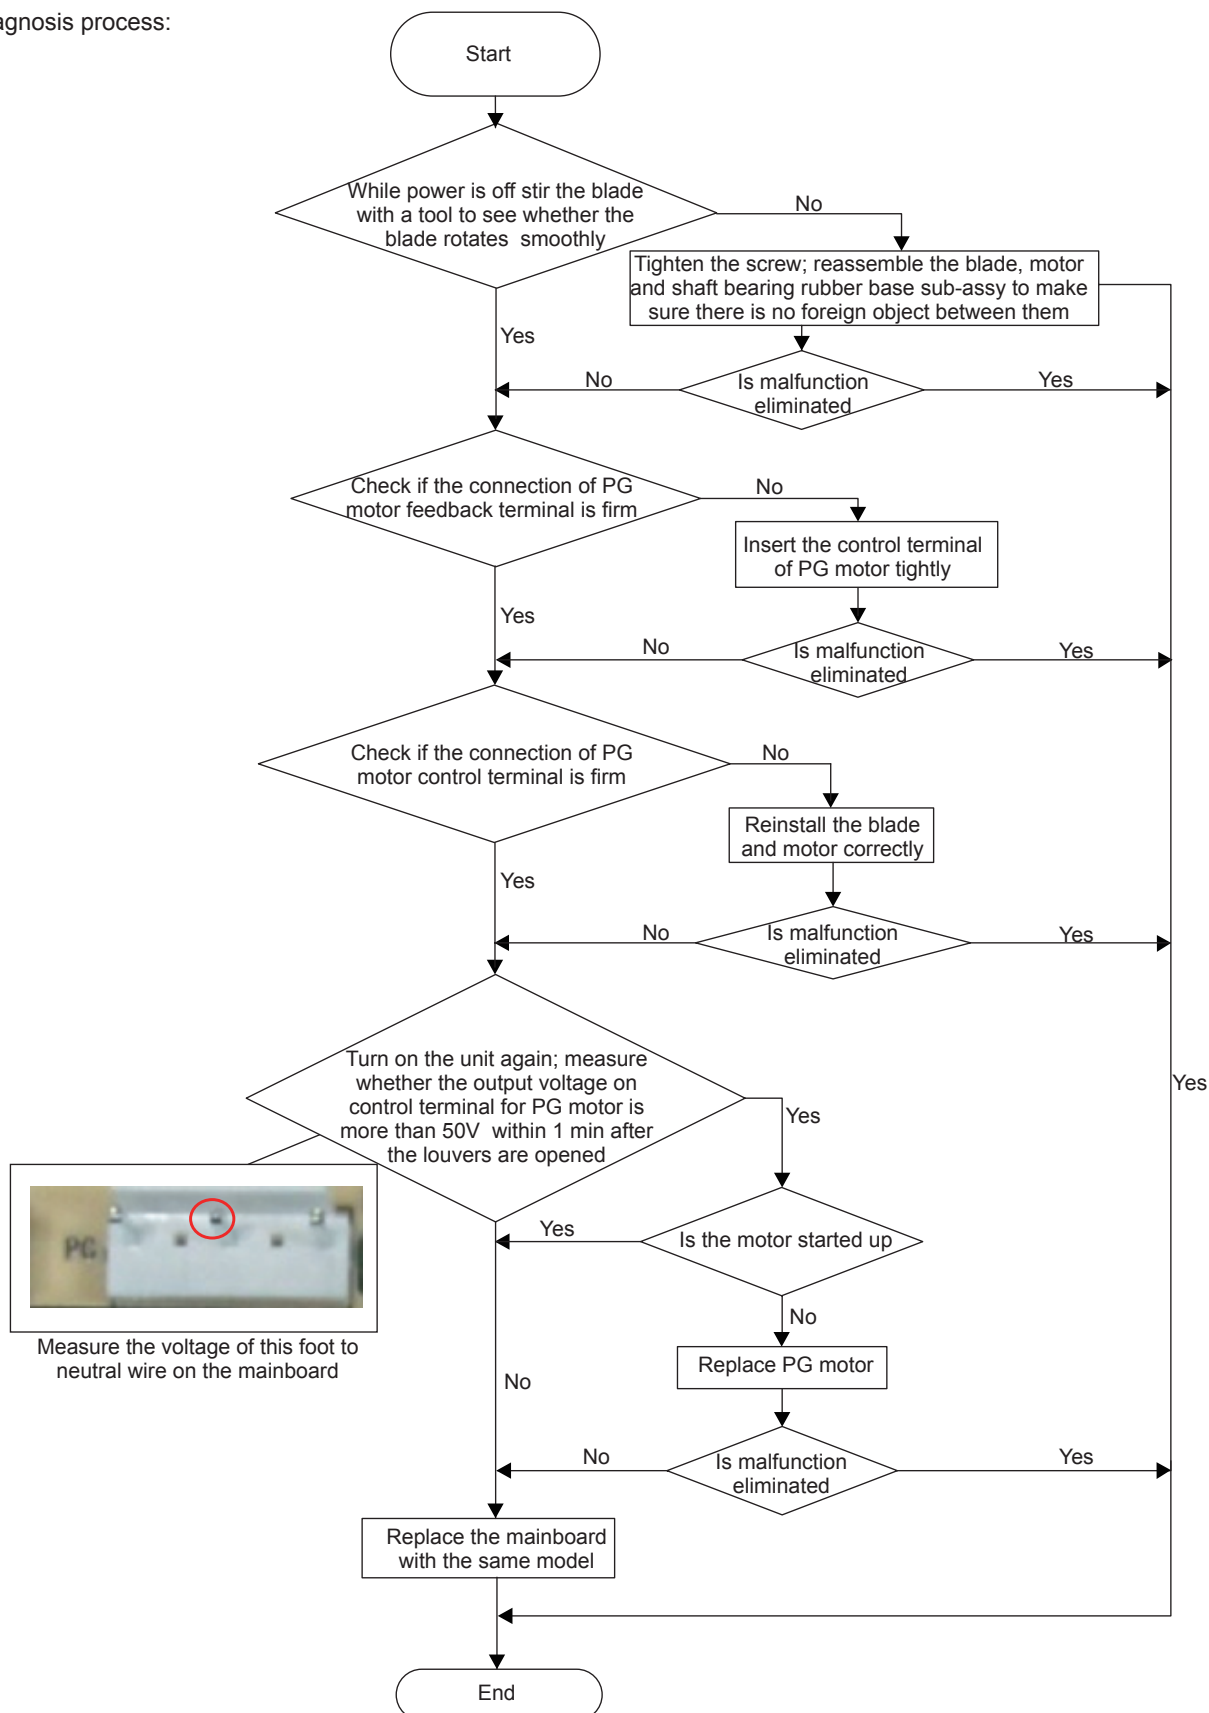 agnosis process:
Start
While power is off stir the blade
with a tool to see whether the
blade rotates smoothly
No
Tighten the screw; reassemble the blade, motor
and shaft bearing rubber base sub-assy to make
sure there is no foreign object between them
Yes
Is malfunction
eliminated
No
Yes
Check if the connection of PG
motor feedback terminal is firm
No
Insert the control terminal
of PG motor tightly
Yes
Is malfunction
eliminated
No
Yes
Check if the connection of PG
motor control terminal is firm
No
Reinstall the blade
and motor correctly
Yes
Is malfunction
eliminated
No
Yes
Turn on the unit again; measure
whether the output voltage on
control terminal for PG motor is
more than 50V within 1 min after
the louvers are opened
Yes
Yes
PG
Measure the voltage of this foot to
neutral wire on the mainboard
Yes
Is the motor started up
No
Replace PG motor
No
Is malfunction
eliminated
No
Yes
Replace the mainboard
with the same model
End